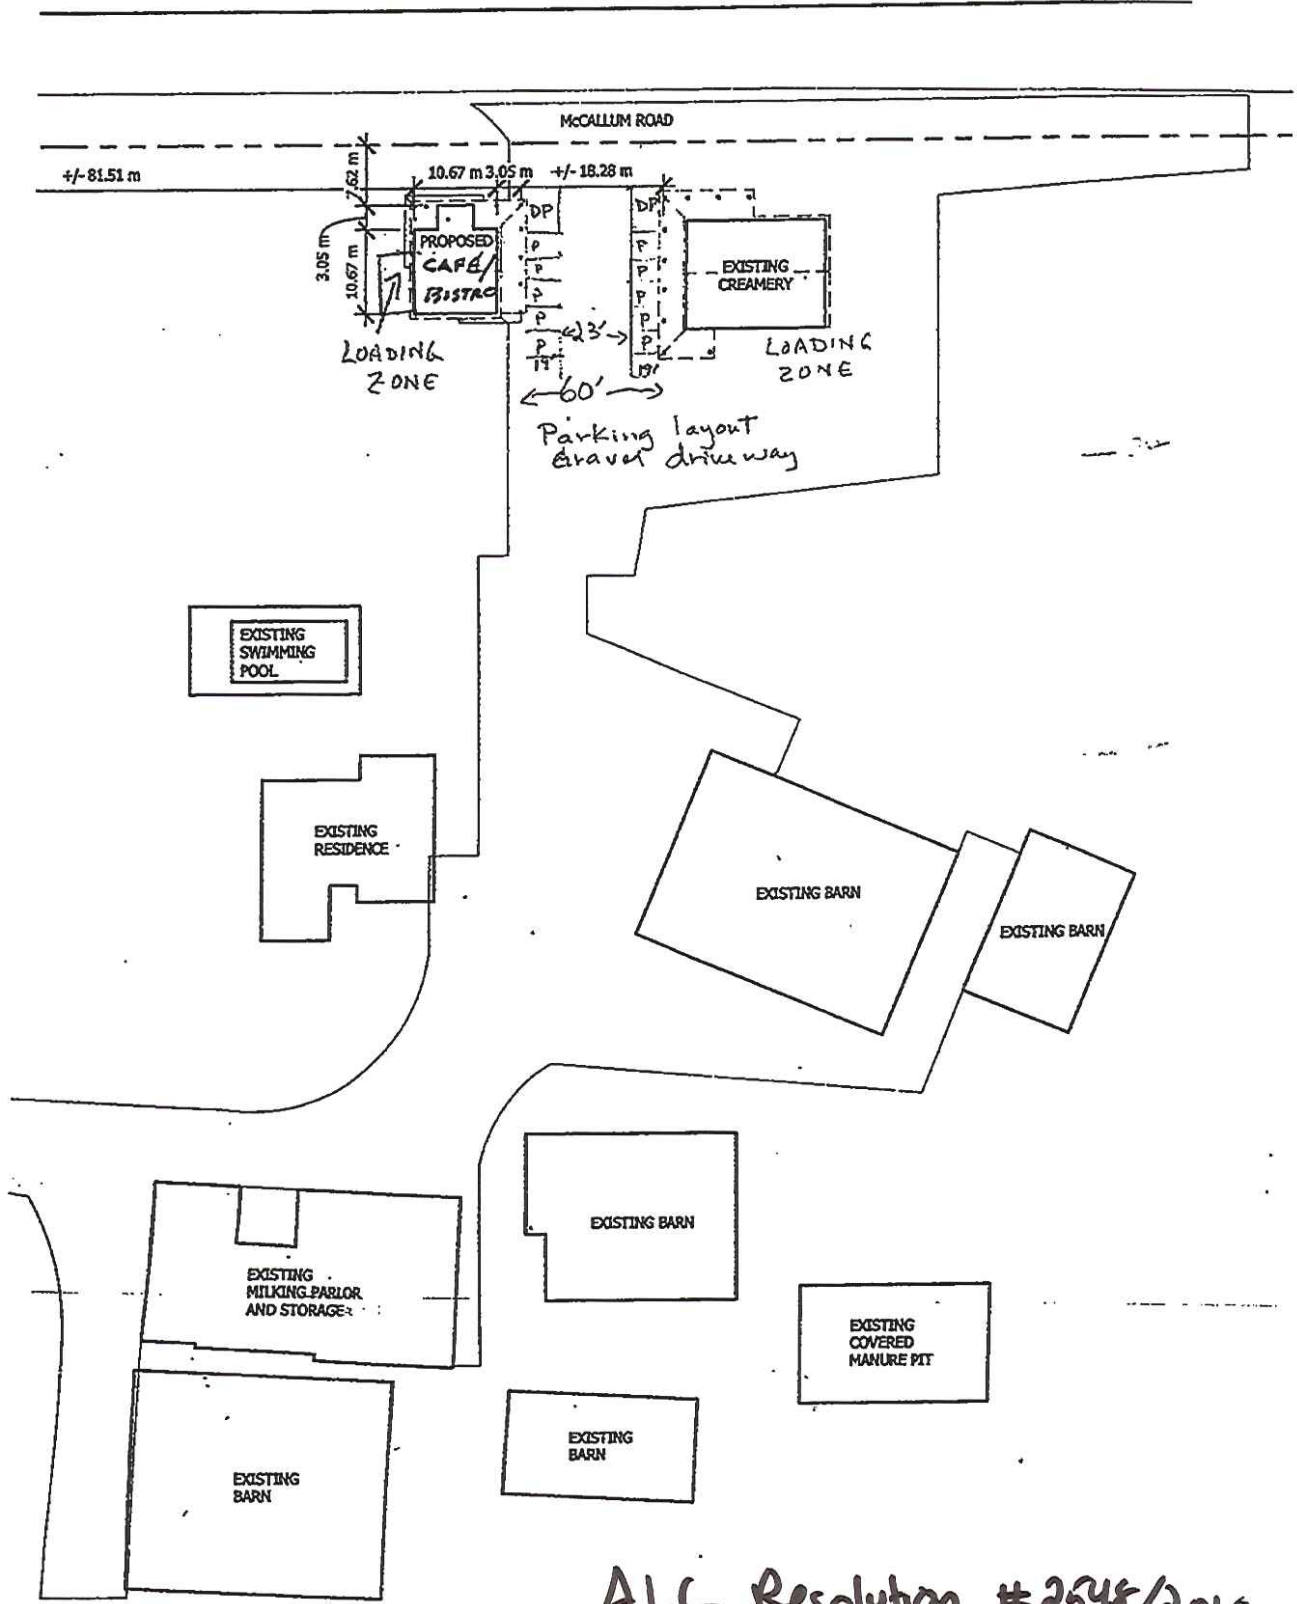 McCALLUM ROAD
+/- 81.51 m
7.62 m
10.67 m 3.05 m
+/- 18.28 m
3.05 m
10.67 m
PROPOSED
CAFÉ/
BISTRO
DP
P
P
P
P
P
19'
DP
P
P
P
P
P
19'
23'
60'
EXISTING
CREAMERY
LOADING
ZONE
LOADING
ZONE
Parking layout
Gravel driveway
EXISTING
SWIMMING
POOL
EXISTING
RESIDENCE
EXISTING BARN
EXISTING BARN
EXISTING BARN
EXISTING
MILKING PARLOR
AND STORAGE
EXISTING
COVERED
MANURE PIT
EXISTING
BARN
EXISTING
BARN
ALC Resolution